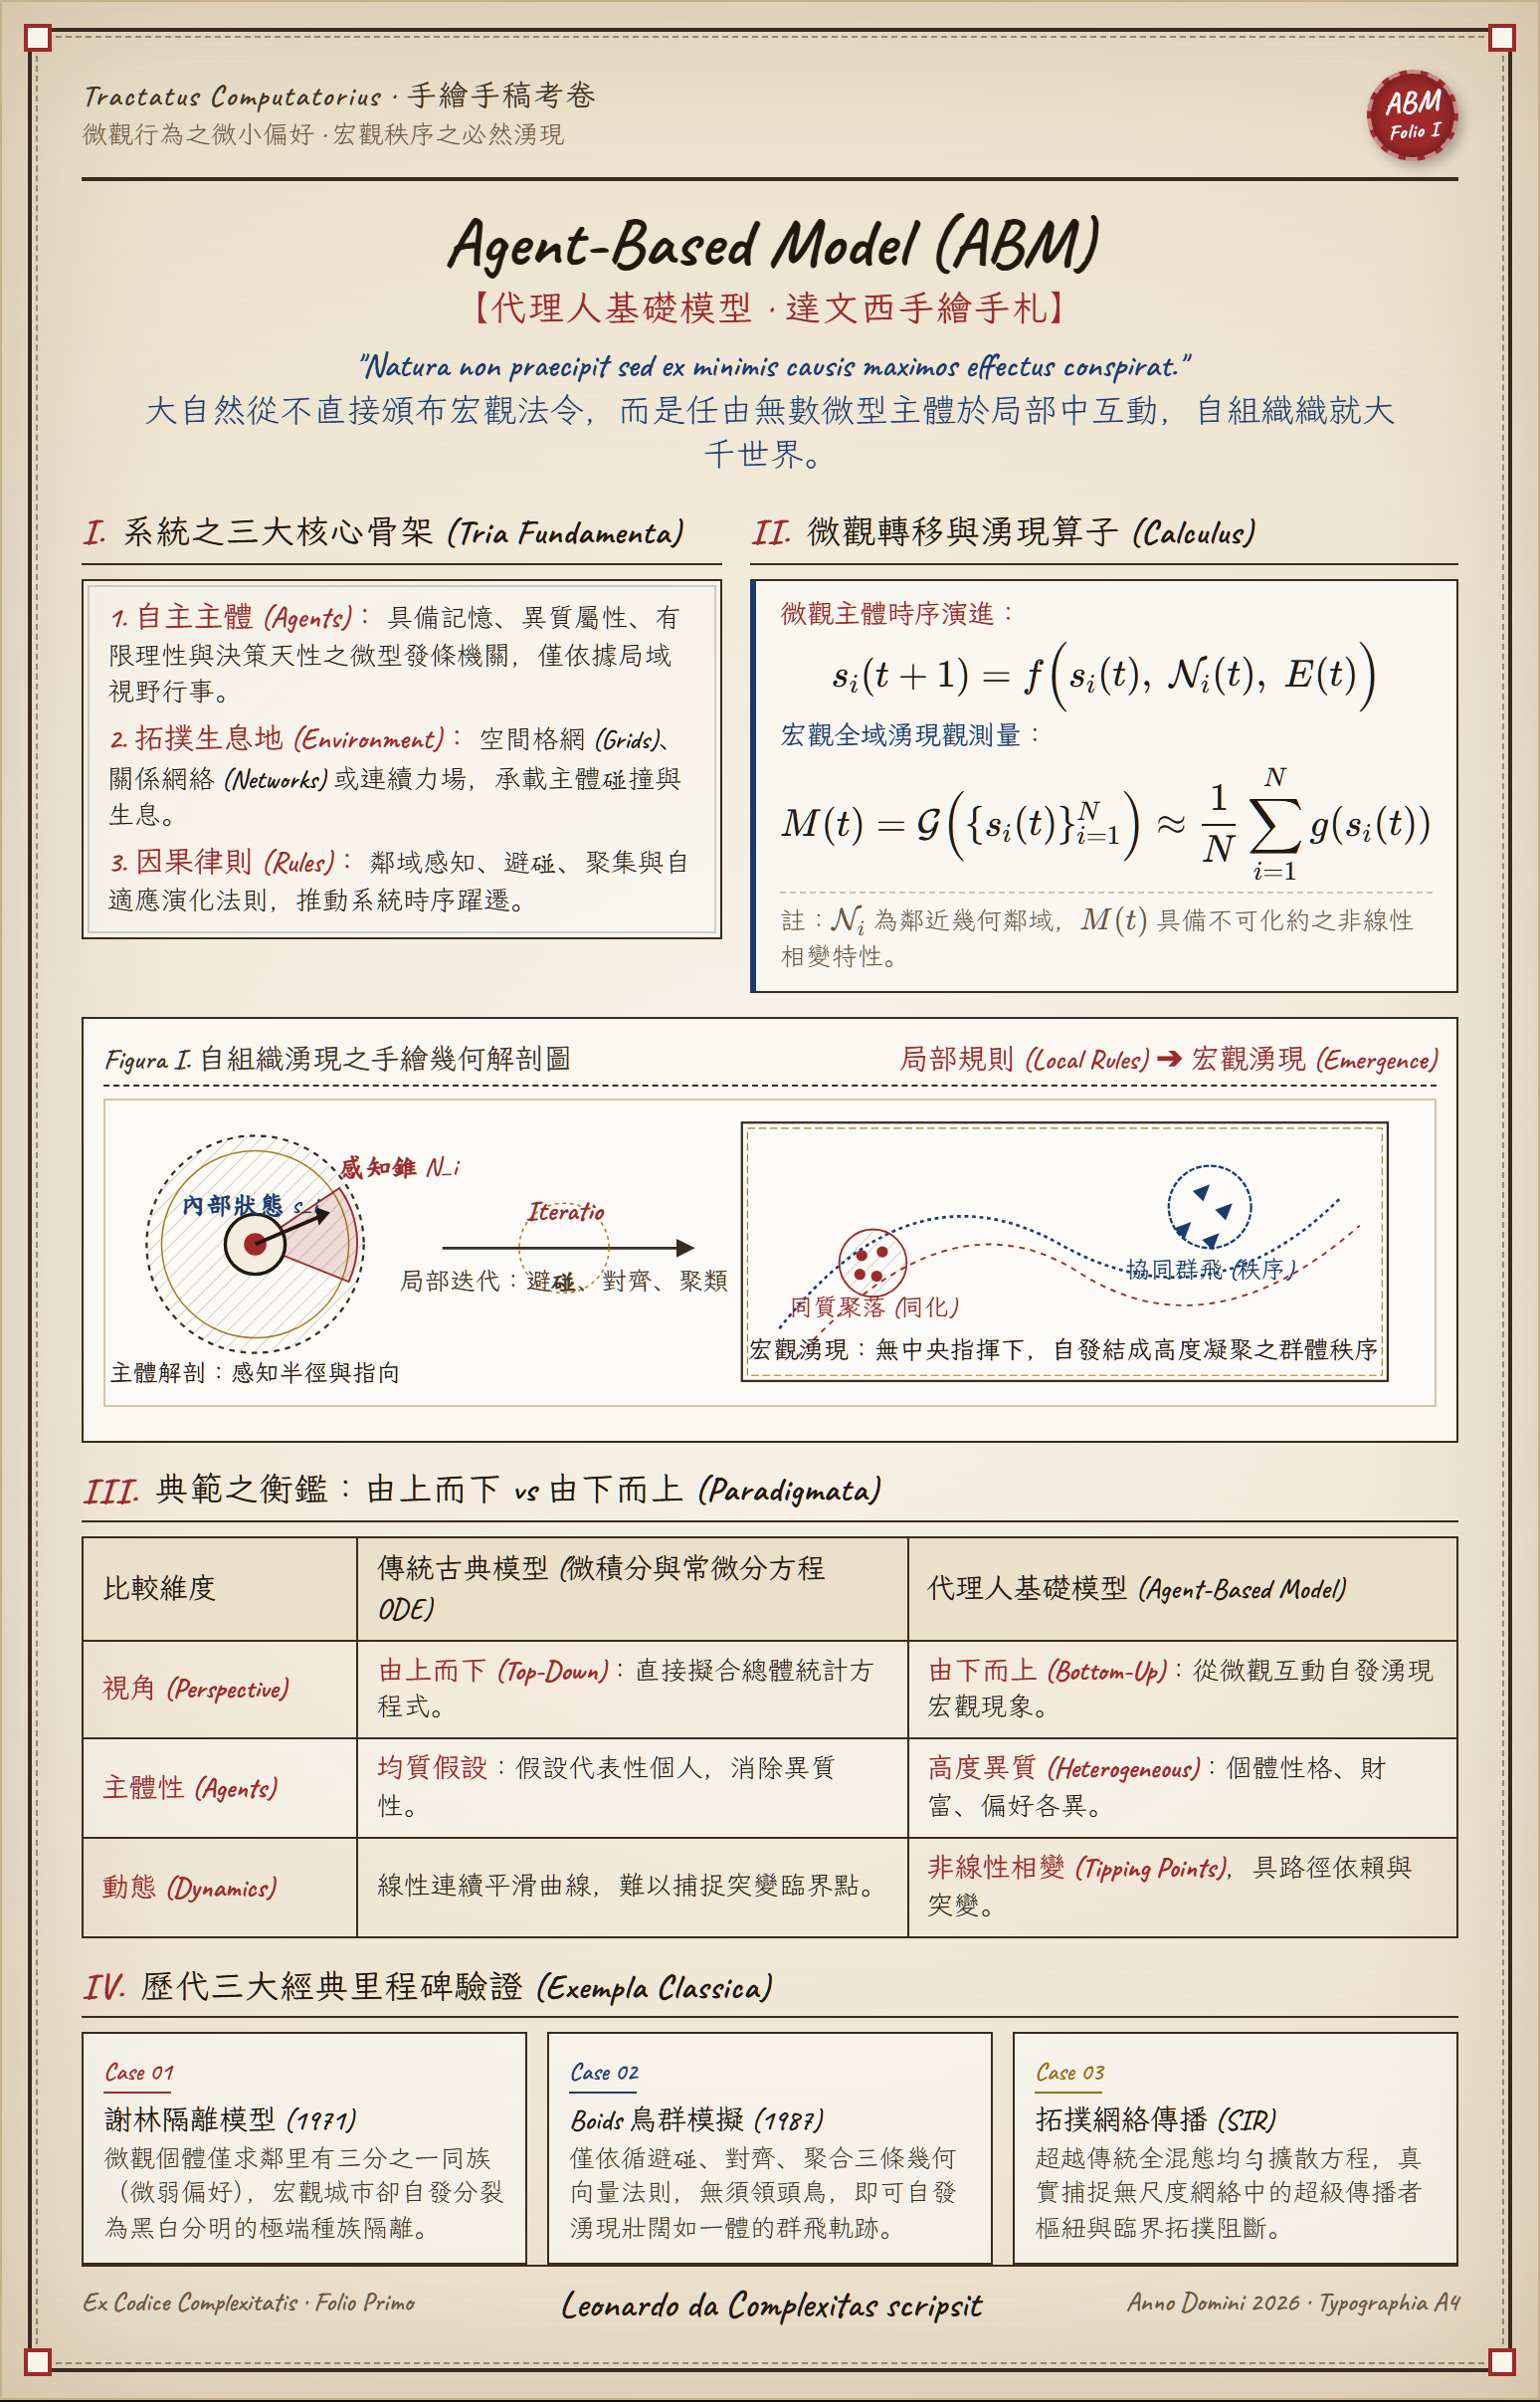 Tractatus Computatorius · 手繪手稿考卷
微觀行為之微小偏好 · 宏觀秩序之必然湧現
ABM
Folio I
Agent-Based Model (ABM)
【代理人基礎模型 · 達文西手繪手札】
"Natura non praecipit sed ex minimis causis maximos effectus conspirat."
大自然從不直接頒布宏觀法令，而是任由無數微型主體於局部中互動，自組織織就大
千世界。
I. 系統之三大核心骨架 (Tria Fundamenta)
1. 自主主體 (Agents)： 具備記憶、異質屬性、有
限理性與決策天性之微型發條機關，僅依據局域
視野行事。
2. 拓撲生息地 (Environment)： 空間格網 (Grids)、
關係網絡 (Networks) 或連續力場，承載主體碰撞與
生息。
3. 因果律則 (Rules)： 鄰域感知、避碰、聚集與自
適應演化法則，推動系統時序躍遷。
II. 微觀轉移與湧現算子 (Calculus)
微觀主體時序演進：
s_i(t + 1) = f(s_i(t), 𝒩_i(t), E(t))
宏觀全域湧現觀測量：
M(t) = 𝒢({s_i(t)}_{i=1}^N) ≈ \frac{1}{N} \sum_{i=1}^{N} g(s_i(t))
註：𝒩_i 為鄰近幾何鄰域，M(t) 具備不可化約之非線性
相變特性。
Figura I. 自組織湧現之手繪幾何解剖圖
局部規則 (Local Rules) ➔ 宏觀湧現 (Emergence)
感知錐 N_i
內部狀態 s_i
主體解剖：感知半徑與指向
Iteratio
局部迭代：避碰、對齊、聚類
同質聚落 (同化)
協同群飛 (秩序)
宏觀湧現：無中央指揮下，自發結成高度凝聚之群體秩序
III. 典範之衡鑑：由上而下 vs 由下而上 (Paradigmata)
比較維度
傳統古典模型 (微積分與常微分方程
ODE)
代理人基礎模型 (Agent-Based Model)
視角 (Perspective)
由上而下 (Top-Down)：直接擬合總體統計方
程式。
由下而上 (Bottom-Up)：從微觀互動自發湧現
宏觀現象。
主體性 (Agents)
均質假設：假設代表性個人，消除異質
性。
高度異質 (Heterogeneous)：個體性格、財
富、偏好各異。
動態 (Dynamics)
線性連續平滑曲線，難以捕捉突變臨界點。
非線性相變 (Tipping Points)，具路徑依賴與
突變。
IV. 歷代三大經典里程碑驗證 (Exempla Classica)
Case 01
謝林隔離模型 (1971)
微觀個體僅求鄰里有三分之一同族
（微弱偏好），宏觀城市卻自發分裂
為黑白分明的極端種族隔離。
Case 02
Boids 鳥群模擬 (1987)
僅依循避碰、對齊、聚合三條幾何
向量法則，無須領頭鳥，即可自發
湧現壯闊如一體的群飛軌跡。
Case 03
拓撲網絡傳播 (SIR)
超越傳統全混態均勻擴散方程，真
實捕捉無尺度網絡中的超級傳播者
樞紐與臨界拓撲阻斷。
Ex Codice Complexitatis · Folio Primo
Leonardo da Complexitas scripsit
Anno Domini 2026 · Typographia A4